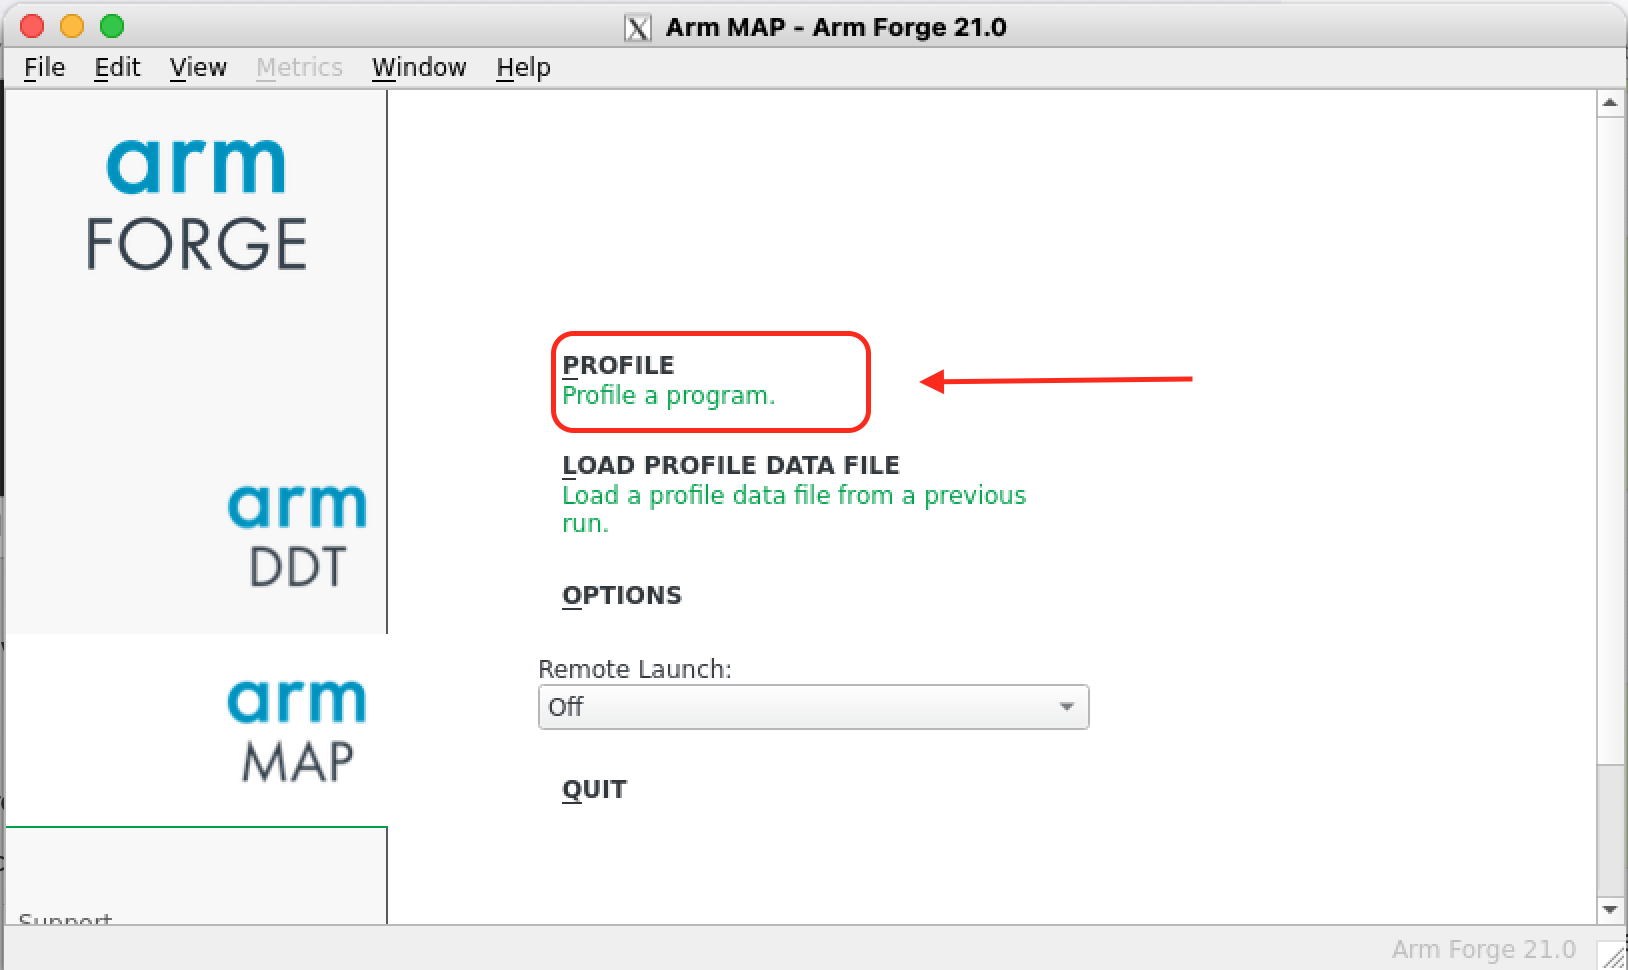 Arm MAP - Arm Forge 21.0
File Edit View Metrics Window Help
arm
FORGE
PROFILE
Profile a program.
LOAD PROFILE DATA FILE
Load a profile data file from a previous
run.
arm
DDT
OPTIONS
Remote Launch:
Off
arm
MAP
QUIT
Support
Arm Forge 21.0